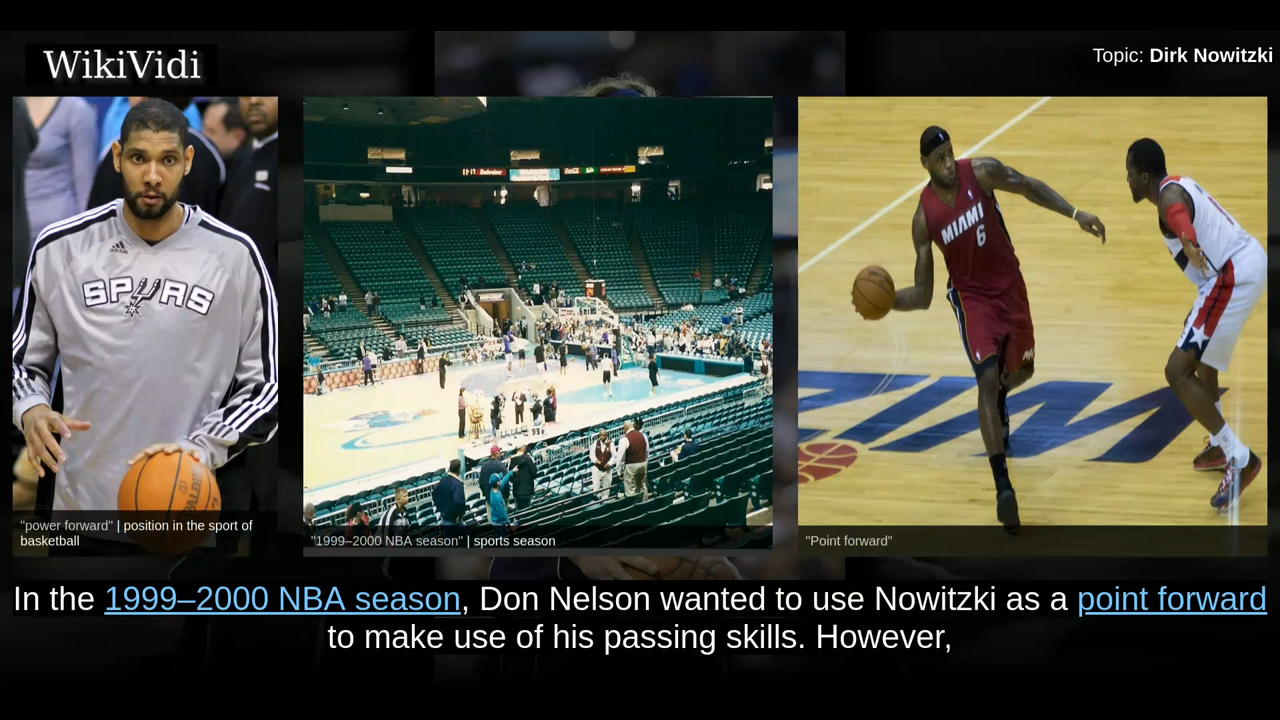 WikiVidi
Topic: Dirk Nowitzki
SPURS
adidas
SPALDING
MIAMI
6
"power forward" | position in the sport of
basketball
"1999–2000 NBA season" | sports season
"Point forward"
In the 1999–2000 NBA season, Don Nelson wanted to use Nowitzki as a point forward
to make use of his passing skills. However,